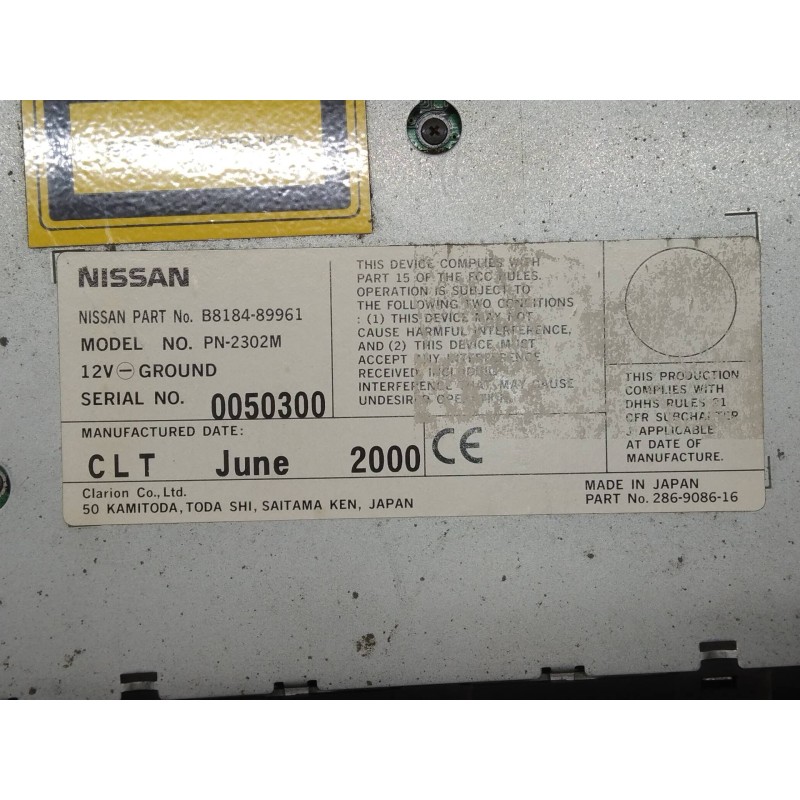 NISSAN
NISSAN PART No. B8184-89961
MODEL NO. PN-2302M
12V ⊖ GROUND
SERIAL NO. 0050300
MANUFACTURED DATE:
CLT June 2000
THIS DEVICE COMPLIES WITH
PART 15 OF THE FCC RULES.
OPERATION IS SUBJECT TO
THE FOLLOWING TWO CONDITIONS
: (1) THIS DEVICE MAY NOT
CAUSE HARMFUL INTERFERENCE,
AND (2) THIS DEVICE MUST
ACCEPT ANY INTERFERENCE
RECEIVED, INCLUDING
INTERFERENCE THAT MAY CAUSE
UNDESIRED OPERATION.
CE
THIS PRODUCTION
COMPLIES WITH
DHHS RULES 21
CFR SUBCHAPTER
J APPLICABLE
AT DATE OF
MANUFACTURE.
Clarion Co., Ltd.
50 KAMITODA, TODA SHI, SAITAMA KEN, JAPAN
MADE IN JAPAN
PART No. 286-9086-16